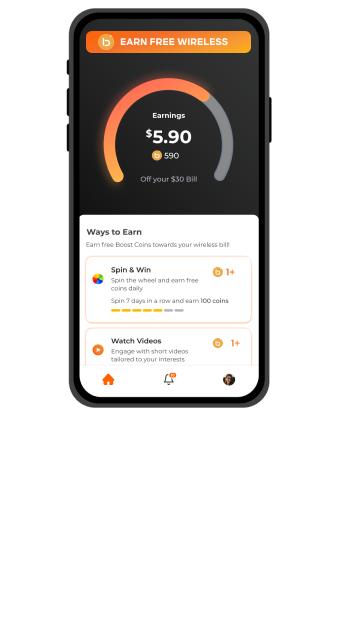 EARN FREE WIRELESS
Earnings
$5.90
590
Off your $30 Bill
Ways to Earn
Earn free Boost Coins towards your wireless bill!
Spin & Win
1+
Spin the wheel and earn free
coins daily
Spin 7 days in a row and earn 100 coins
Watch Videos
1+
Engage with short videos
tailored to your interests